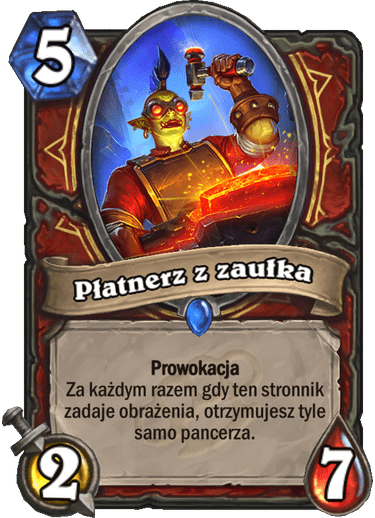 5
Płatnerz z zaułka
Prowokacja
Za każdym razem gdy ten stronnik
zadaje obrażenia, otrzymujesz tyle
samo pancerza.
2
7